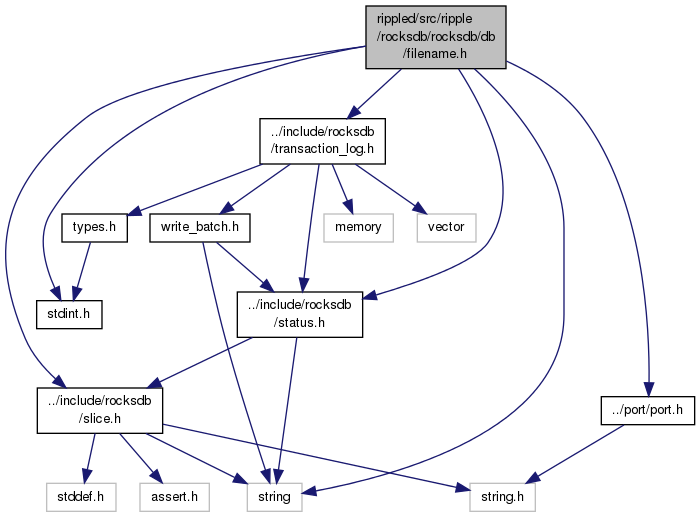 rippled/src/ripple
/rocksdb/rocksdb/db
/filename.h
../include/rocksdb
/transaction_log.h
types.h
write_batch.h
memory
vector
stdint.h
../include/rocksdb
/status.h
../include/rocksdb
/slice.h
../port/port.h
stddef.h
assert.h
string
string.h